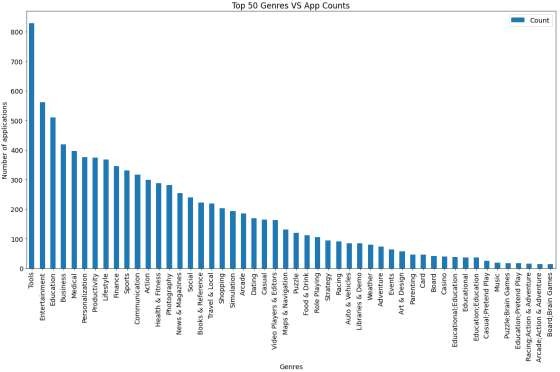 Top 50 Genres VS App Counts
Count
Number of applications
800
700
600
500
400
300
200
100
0
Tools
Entertainment
Education
Business
Medical
Personalization
Productivity
Lifestyle
Finance
Sports
Communication
Action
Health & Fitness
Photography
News & Magazines
Social
Books & Reference
Travel & Local
Shopping
Simulation
Arcade
Dating
Casual
Video Players & Editors
Maps & Navigation
Puzzle
Food & Drink
Role Playing
Strategy
Racing
Auto & Vehicles
Libraries & Demo
Weather
Adventure
Events
Art & Design
Parenting
Card
Board
Casino
Educational;Education
Educational
Education;Education
Casual;Pretend Play
Music
Puzzle;Brain Games
Education;Pretend Play
Racing;Action & Adventure
Arcade;Action & Adventure
Board;Brain Games
Genres